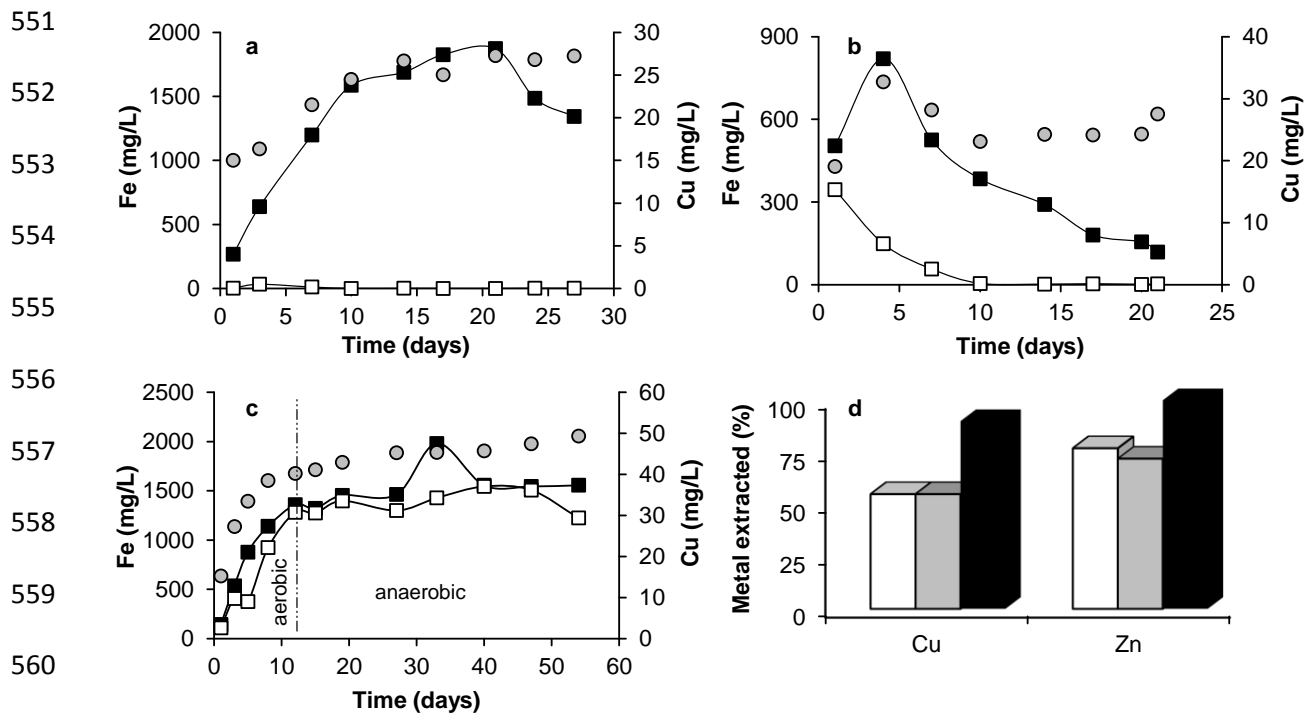 551
552
553
554
555
556
557
558
559
560
a
Fe (mg/L)
2000
1500
1000
500
0
30
25
20
15
10
5
0
Cu (mg/L)
0 5 10 15 20 25 30
Time (days)
b
Fe (mg/L)
900
600
300
0
40
30
20
10
0
Cu (mg/L)
0 5 10 15 20 25
Time (days)
c
Fe (mg/L)
2500
2000
1500
1000
500
0
60
50
40
30
20
10
0
Cu (mg/L)
aerobic
anaerobic
0 10 20 30 40 50 60
Time (days)
d
Metal extracted (%)
100
75
50
25
0
Cu Zn